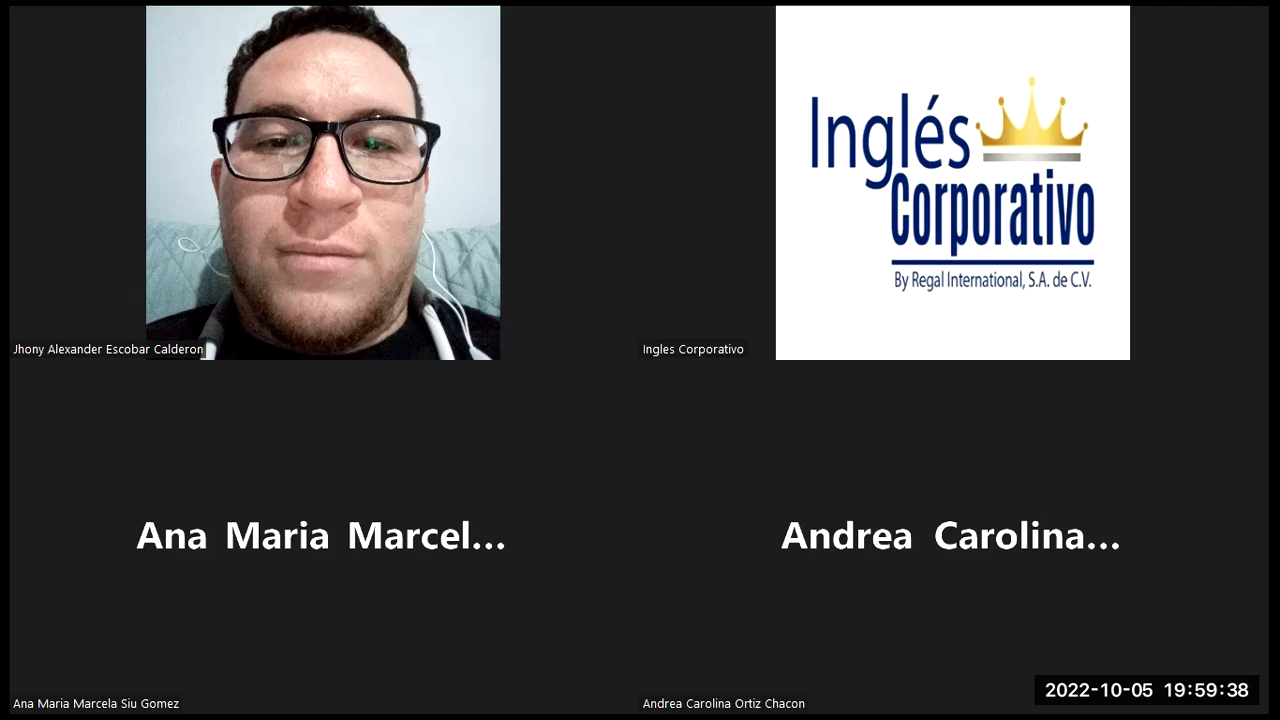 Inglés
Corporativo
By Regal International, S.A. de C.V.
Jhony Alexander Escobar Calderon
Ingles Corporativo
Ana Maria Marcel...
Andrea Carolina...
Ana Maria Marcela Siu Gomez
Andrea Carolina Ortiz Chacon
2022-10-05 19:59:38